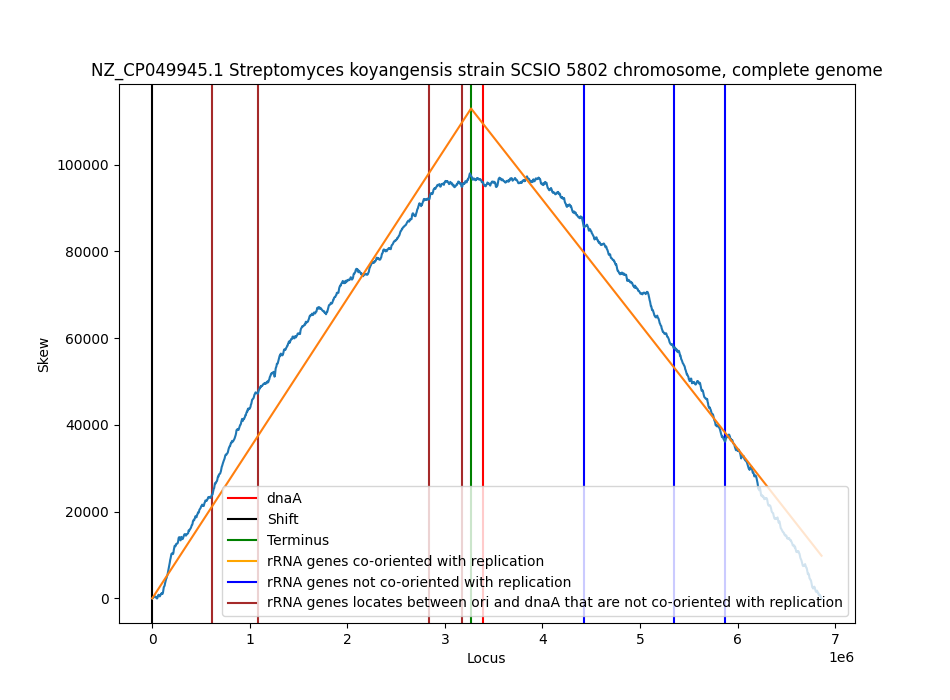 NZ_CP049945.1 Streptomyces koyangensis strain SCSIO 5802 chromosome, complete genome
Skew
100000
80000
60000
40000
20000
0
dnaA
Shift
Terminus
rRNA genes co-oriented with replication
rRNA genes not co-oriented with replication
rRNA genes locates between ori and dnaA that are not co-oriented with replication
0 1 2 3 4 5 6 7
1e6
Locus